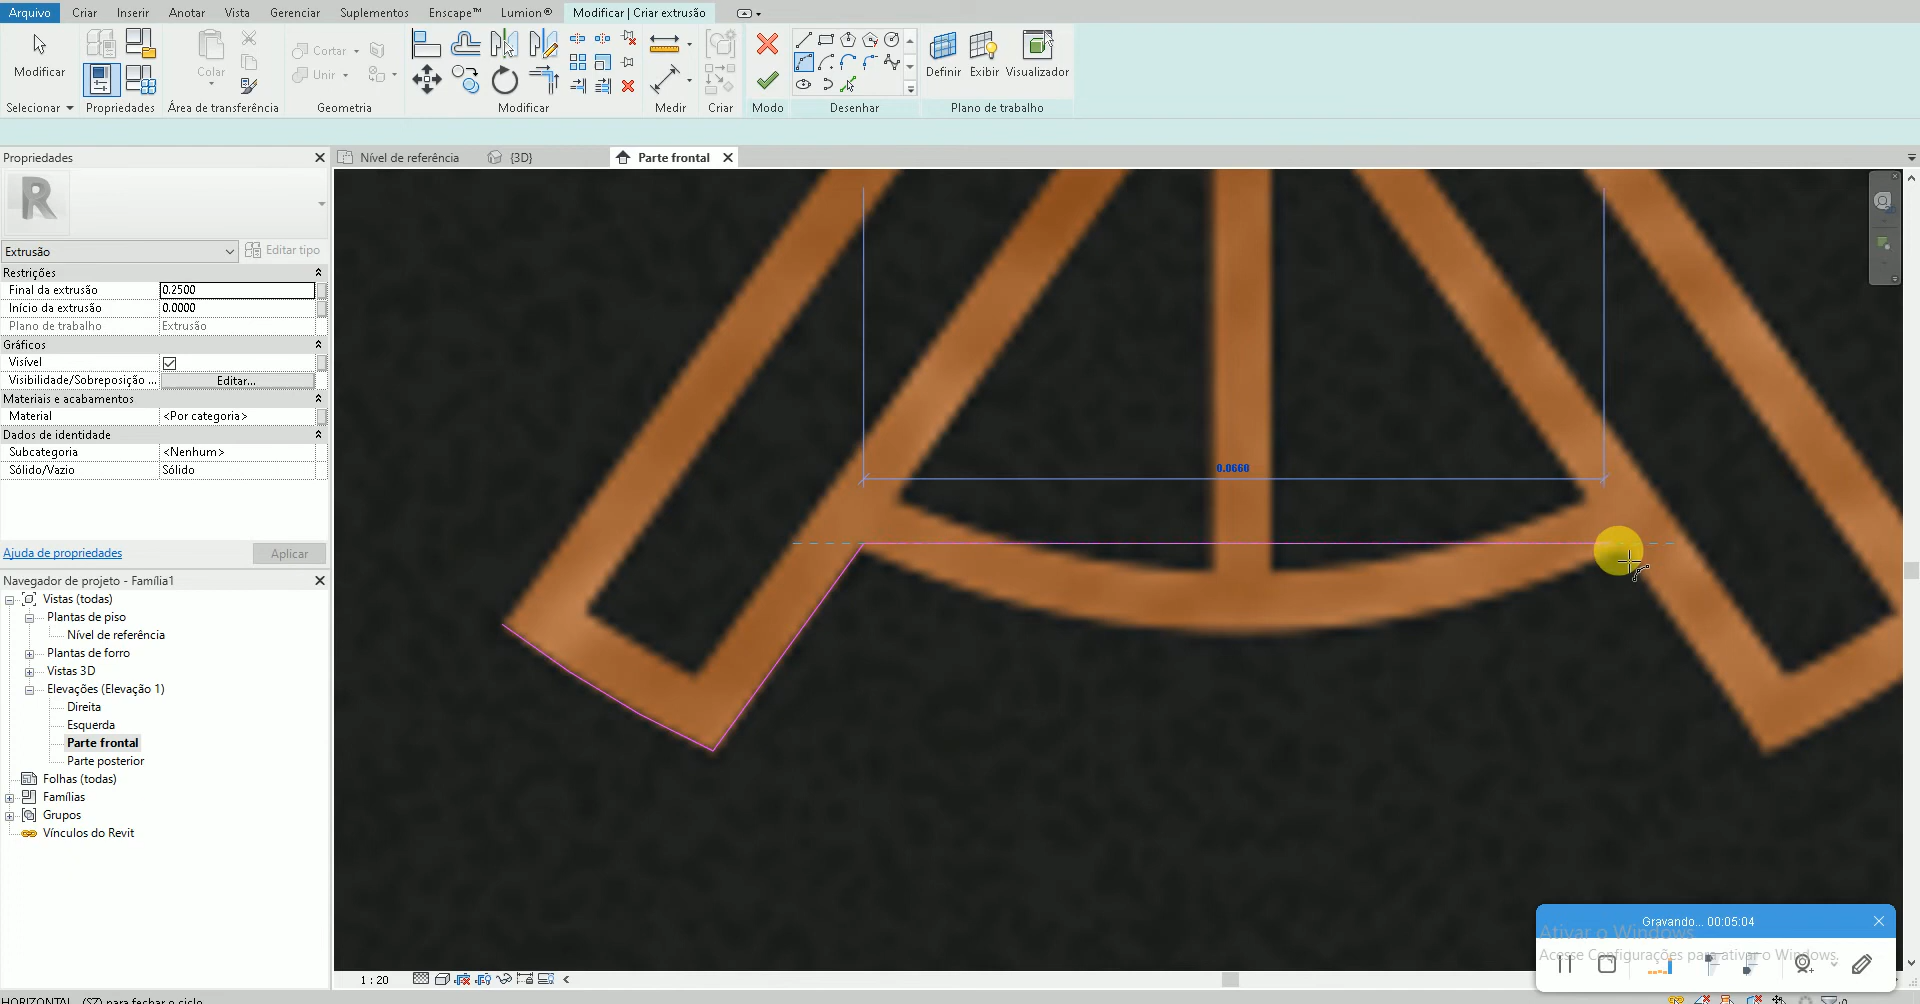 Arquivo Criar Inserir Anotar Vista Gerenciar Suplementos Enscape™ Lumion® Modificar | Criar extrusão
Modificar Colar Cortar Unir Definir Exibir Visualizador
Selecionar Propriedades Área de transferência Geometria Modificar Medir Criar Modo Desenhar Plano de trabalho
Propriedades
Nível de referência {3D} Parte frontal
R
Extrusão Editar tipo
Restrições
Final da extrusão 0.2500
Início da extrusão 0.0000
Plano de trabalho Extrusão
Gráficos
Visível
Visibilidade/Sobreposição ... Editar...
Materiais e acabamentos
Material <Por categoria>
Dados de identidade
Subcategoria <Nenhum>
Sólido/Vazio Sólido
0.0660
Ajuda de propriedades Aplicar
Navegador de projeto - Família1
Vistas (todas)
Plantas de piso
Nível de referência
Plantas de forro
Vistas 3D
Elevações (Elevação 1)
Direita
Esquerda
Parte frontal
Parte posterior
Folhas (todas)
Famílias
Grupos
Vínculos do Revit
Gravando... 00:05:04
Ativar o Windows
Acesse Configurações para ativar o Windows.
1 : 20
HORIZONTAL (SZ) para fechar o ciclo